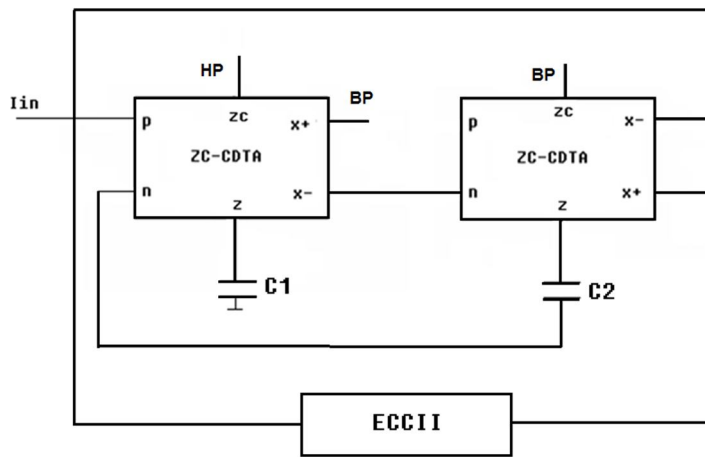 HP
BP
BP
Iin
p
zc
x+
ZC-CDTA
n
z
x-
p
zc
x-
ZC-CDTA
n
z
x+
C1
C2
ECCII